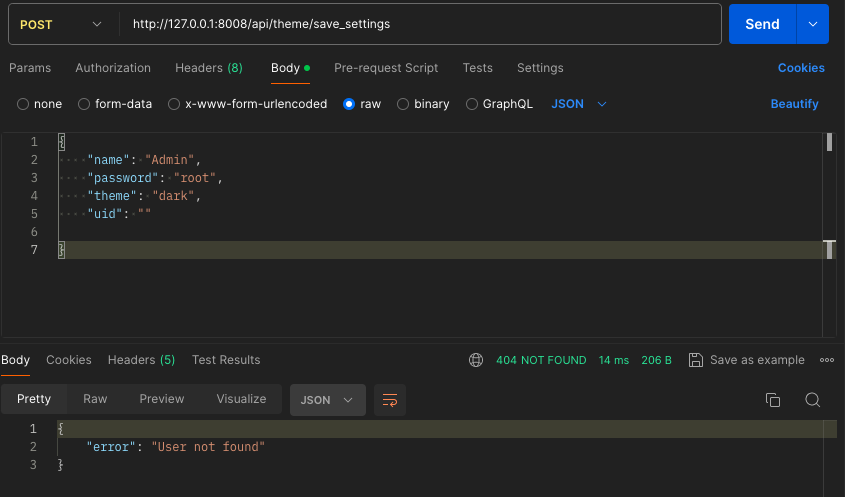 POST http://127.0.0.1:8008/api/theme/save_settings Send
Params Authorization Headers (8) Body Pre-request Script Tests Settings Cookies
none form-data x-www-form-urlencoded raw binary GraphQL JSON Beautify
1 {
2 "name": "Admin",
3 "password": "root",
4 "theme": "dark",
5 "uid": ""
6
7 }
Body Cookies Headers (5) Test Results 404 NOT FOUND 14 ms 206 B Save as example
Pretty Raw Preview Visualize JSON
1 {
2 "error": "User not found"
3 }